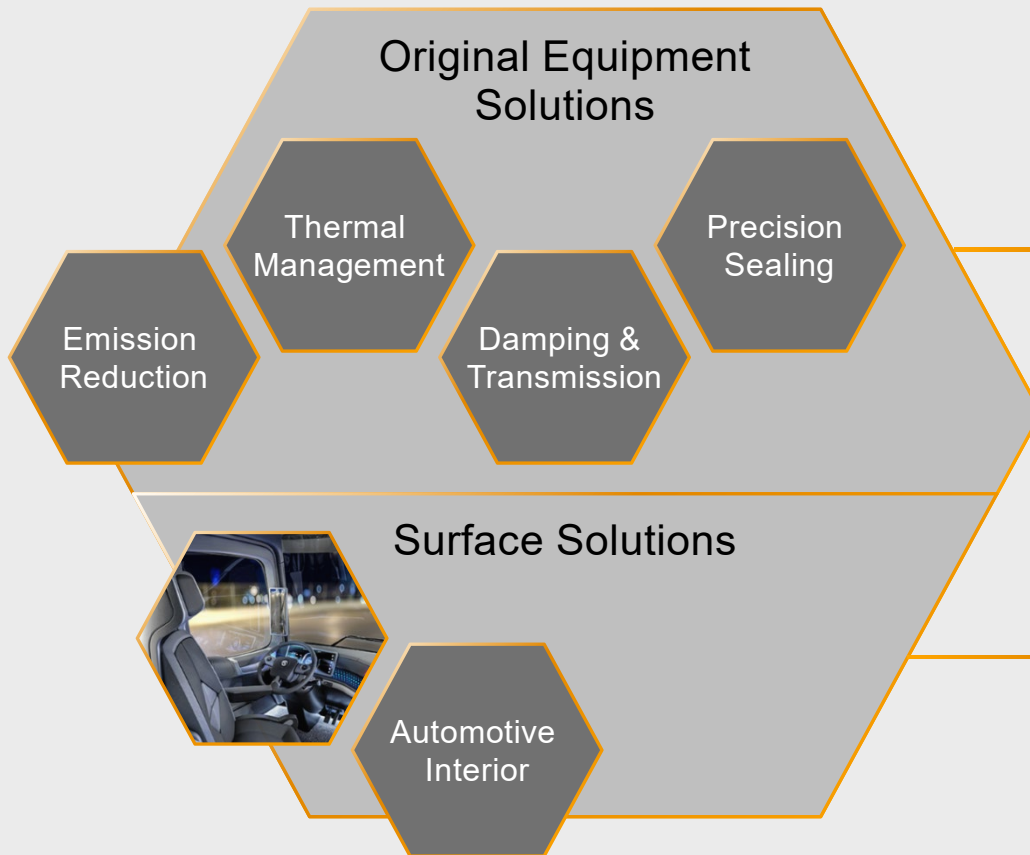 Original Equipment
Solutions
Thermal
Management
Precision
Sealing
Emission
Reduction
Damping &
Transmission
Surface Solutions
Automotive
Interior